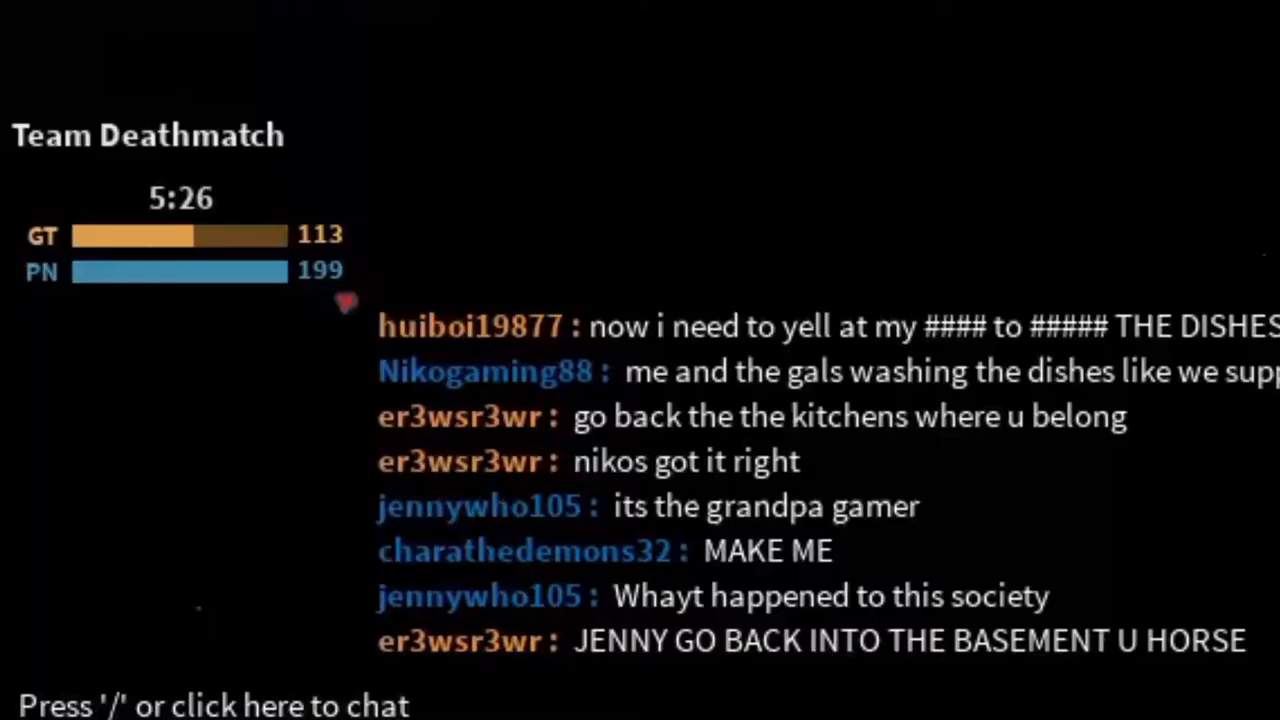 Team Deathmatch
5:26
GT 113
PN 199
huiboi19877 : now i need to yell at my #### to ##### THE DISHES
Nikogaming88 : me and the gals washing the dishes like we supp
er3wsr3wr : go back the the kitchens where u belong
er3wsr3wr : nikos got it right
jennywho105 : its the grandpa gamer
charathedemons32 : MAKE ME
jennywho105 : Whayt happened to this society
er3wsr3wr : JENNY GO BACK INTO THE BASEMENT U HORSE
Press '/' or click here to chat